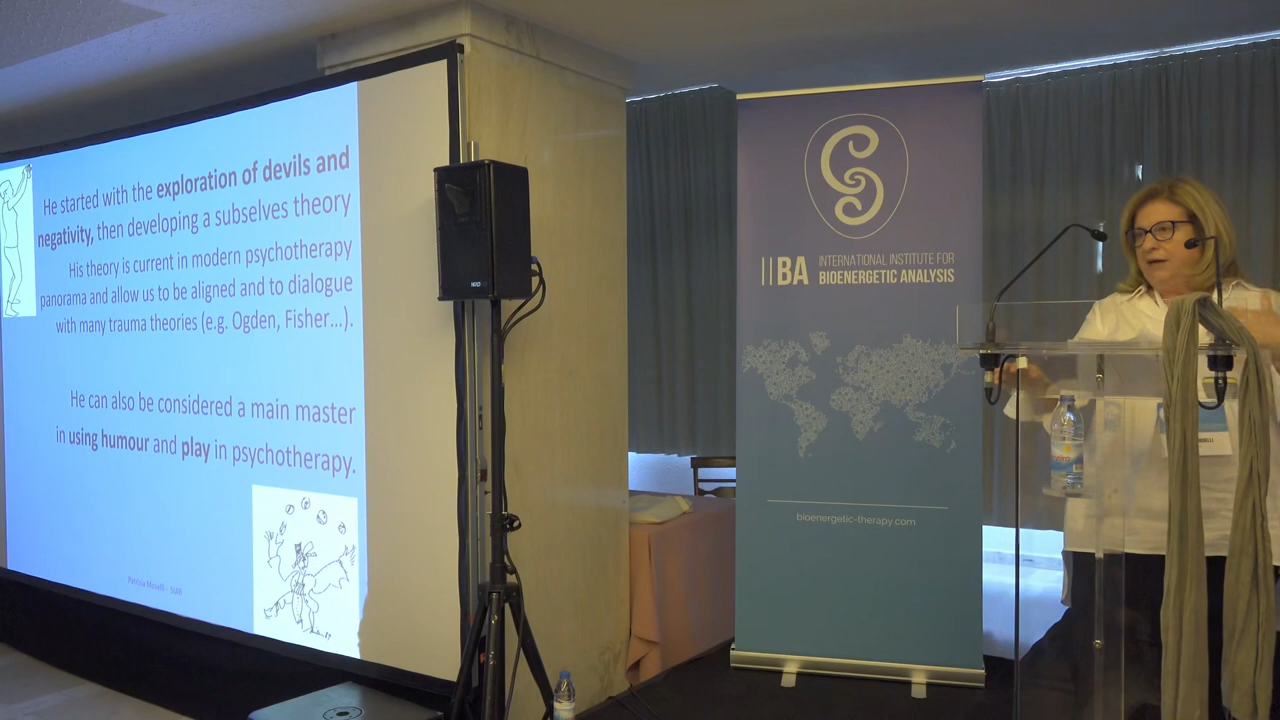 He started with the exploration of devils and
negativity, then developing a subselves theory
His theory is current in modern psychotherapy
panorama and allow us to be aligned and to dialogue
with many trauma theories (e.g. Ogden, Fisher...).
He can also be considered a main master
in using humour and play in psychotherapy.
Patrizia Moselli - SIAB
IIBA
INTERNATIONAL INSTITUTE FOR
BIOENERGETIC ANALYSIS
bioenergetic-therapy.com